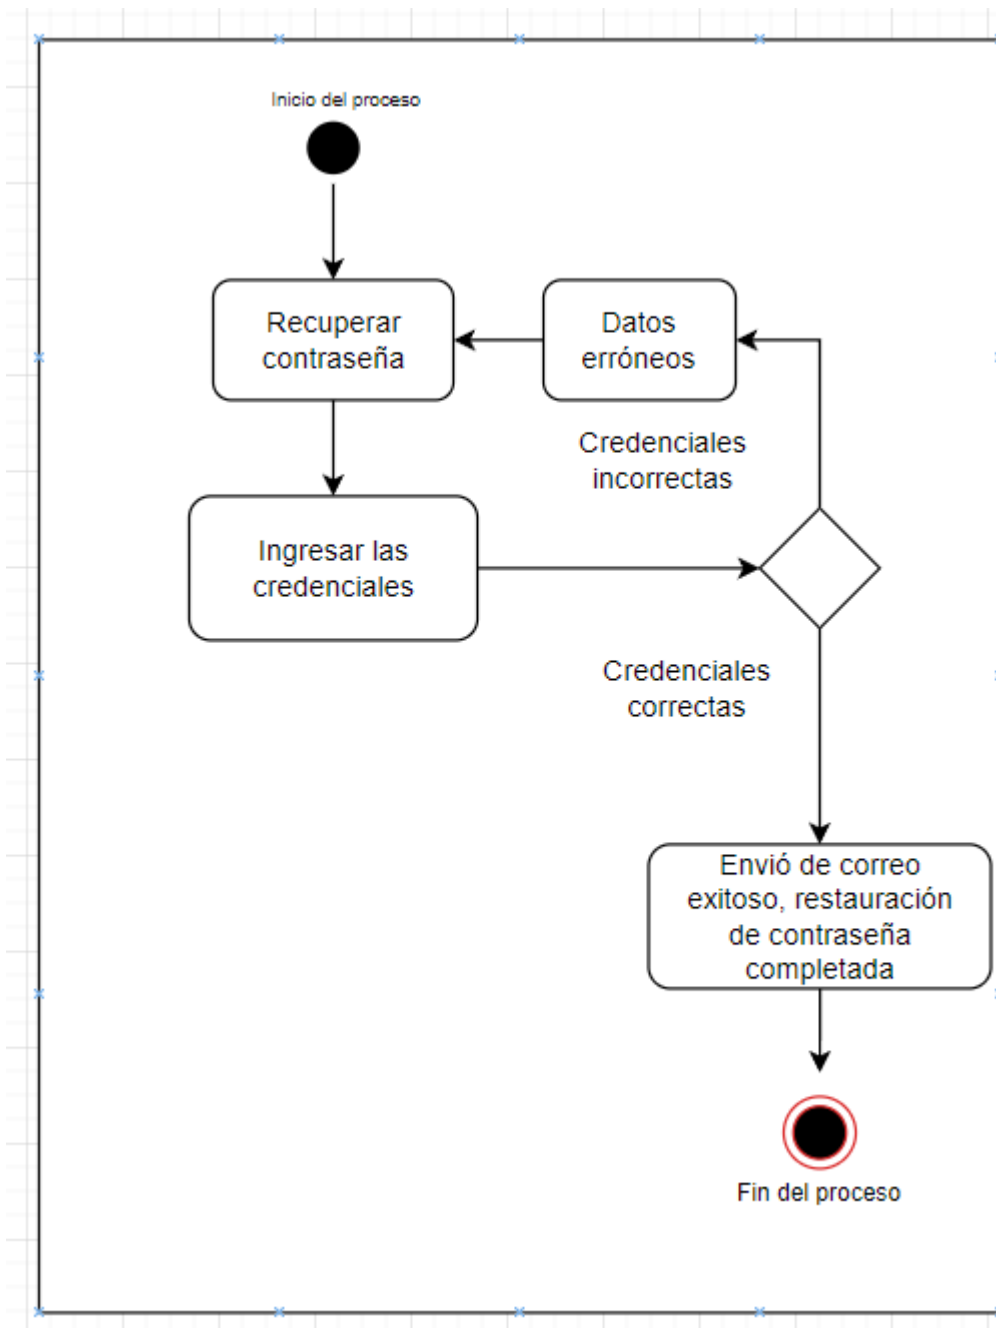 Inicio del proceso
Recuperar
contraseña
Datos
erróneos
Credenciales
incorrectas
Ingresar las
credenciales
Credenciales
correctas
Envió de correo
exitoso, restauración
de contraseña
completada
Fin del proceso